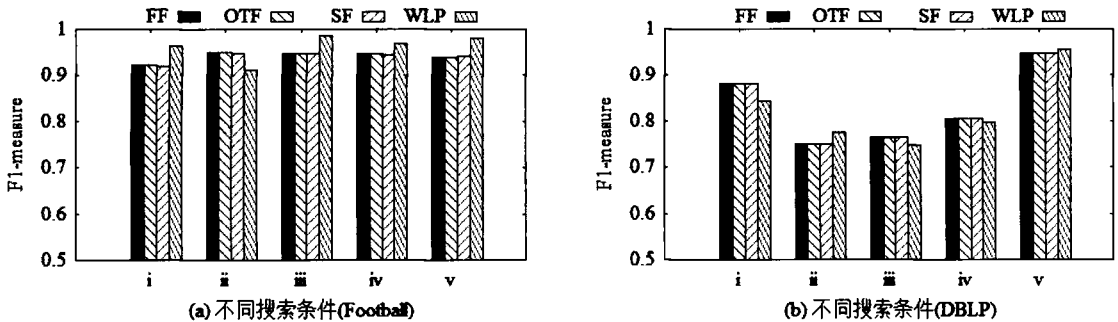 FF OTF SF WLP
F1-measure
1
0.9
0.8
0.7
0.6
0.5
i ii iii iv v
(a) 不同搜索条件(Football)
FF OTF SF WLP
F1-measure
1
0.9
0.8
0.7
0.6
0.5
i ii iii iv v
(b) 不同搜索条件(DBLP)